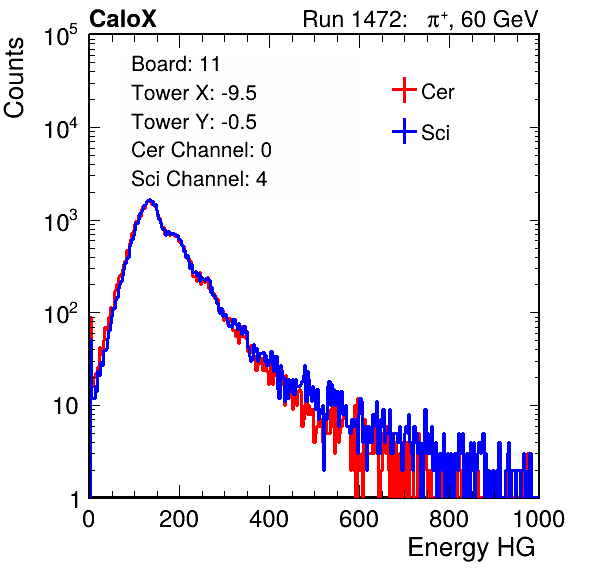 CaloX Run 1472: π⁺, 60 GeV
Counts
Board: 11
Tower X: -9.5
Tower Y: -0.5
Cer Channel: 0
Sci Channel: 4
Cer
Sci
10⁵
10⁴
10³
10²
10
1
0 200 400 600 800 1000
Energy HG